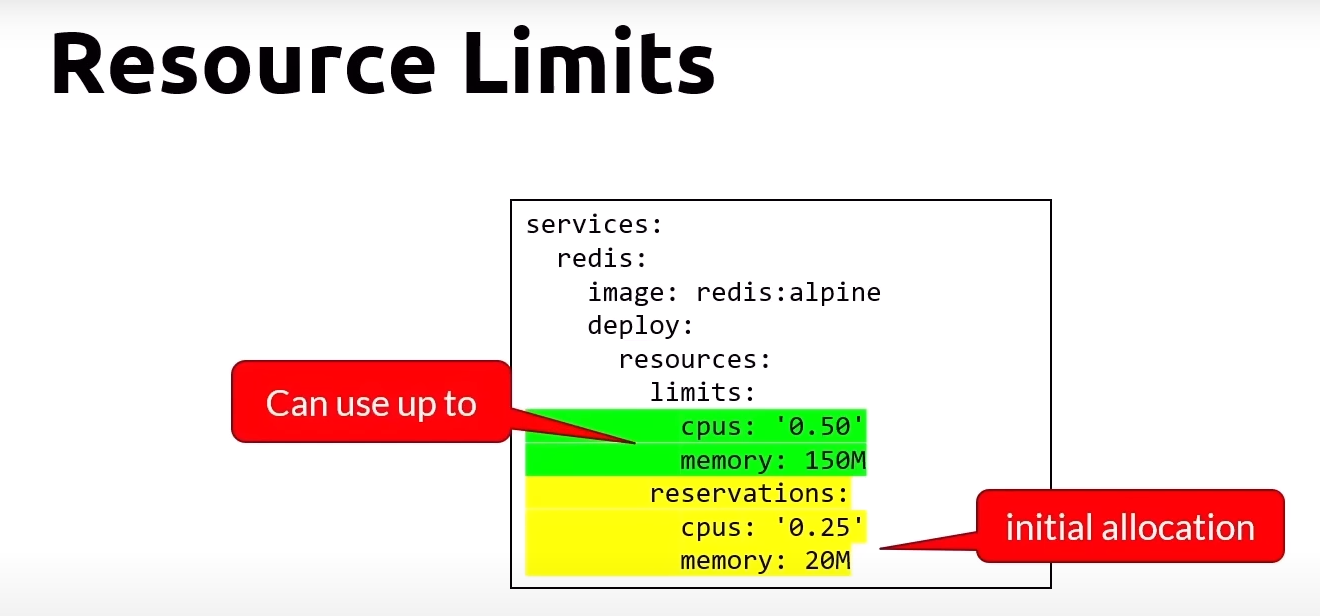 Resource Limits
services:
  redis:
    image: redis:alpine
    deploy:
      resources:
        limits:
Can use up to
          cpus: '0.50'
          memory: 150M
        reservations:
          cpus: '0.25'
initial allocation
          memory: 20M